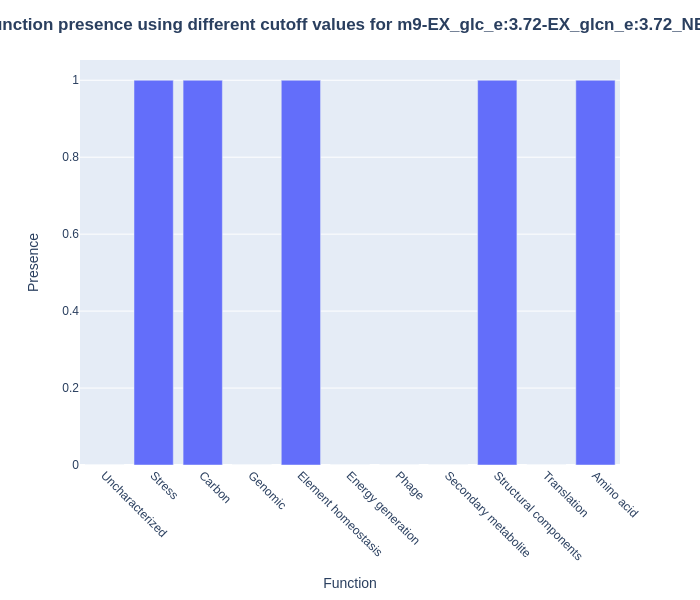 function presence using different cutoff values for m9-EX_glc_e:3.72-EX_glcn_e:3.72_NE
1
0.8
0.6
0.4
0.2
0
Presence
Uncharacterized
Stress
Carbon
Genomic
Element homeostasis
Energy generation
Phage
Secondary metabolite
Structural components
Translation
Amino acid
Function